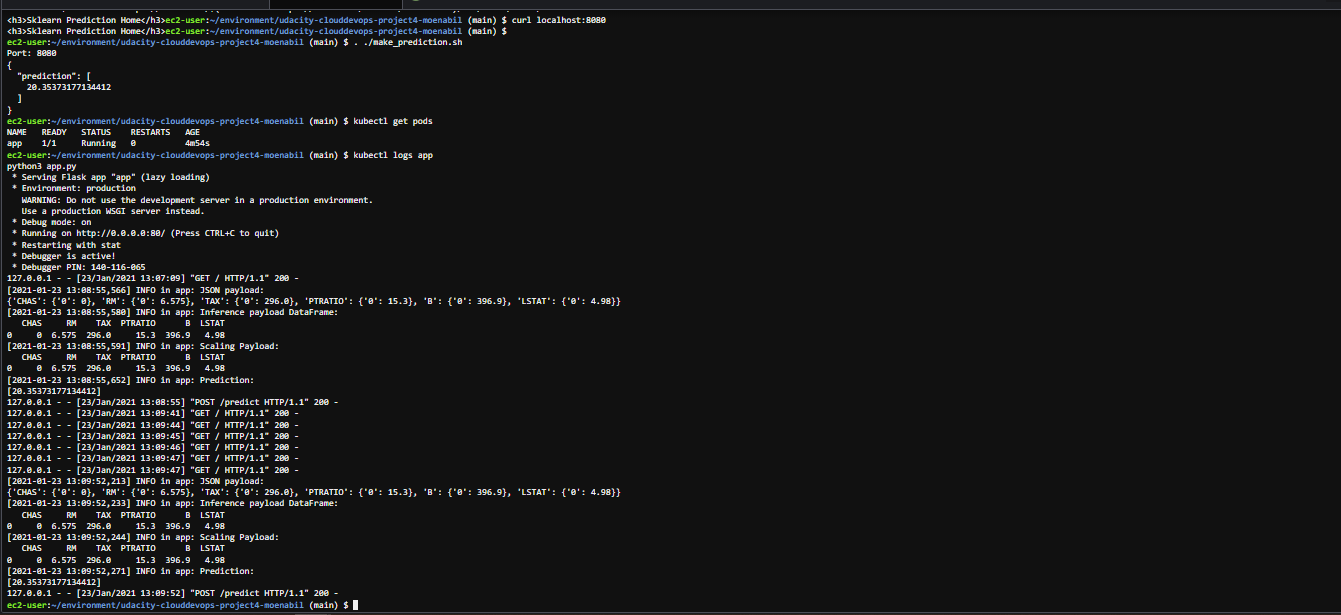 <h3>Sklearn Prediction Home</h3>ec2-user:~/environment/udacity-clouddevops-project4-moenabil (main) $ curl localhost:8080
<h3>Sklearn Prediction Home</h3>ec2-user:~/environment/udacity-clouddevops-project4-moenabil (main) $
ec2-user:~/environment/udacity-clouddevops-project4-moenabil (main) $ . ./make_prediction.sh
Port: 8080
{
  "prediction": [
    20.35373177134412
  ]
}
ec2-user:~/environment/udacity-clouddevops-project4-moenabil (main) $ kubectl get pods
NAME   READY   STATUS    RESTARTS   AGE
app    1/1     Running   0          4m54s
ec2-user:~/environment/udacity-clouddevops-project4-moenabil (main) $ kubectl logs app
python3 app.py
 * Serving Flask app "app" (lazy loading)
 * Environment: production
   WARNING: Do not use the development server in a production environment.
   Use a production WSGI server instead.
 * Debug mode: on
 * Running on http://0.0.0.0:80/ (Press CTRL+C to quit)
 * Restarting with stat
 * Debugger is active!
 * Debugger PIN: 140-116-065
127.0.0.1 - - [23/Jan/2021 13:07:09] "GET / HTTP/1.1" 200 -
[2021-01-23 13:08:55,566] INFO in app: JSON payload:
{'CHAS': {'0': 0}, 'RM': {'0': 6.575}, 'TAX': {'0': 296.0}, 'PTRATIO': {'0': 15.3}, 'B': {'0': 396.9}, 'LSTAT': {'0': 4.98}}
[2021-01-23 13:08:55,580] INFO in app: Inference payload DataFrame:
   CHAS     RM    TAX  PTRATIO      B  LSTAT
0     0  6.575  296.0     15.3  396.9   4.98
[2021-01-23 13:08:55,591] INFO in app: Scaling Payload:
   CHAS     RM    TAX  PTRATIO      B  LSTAT
0     0  6.575  296.0     15.3  396.9   4.98
[2021-01-23 13:08:55,652] INFO in app: Prediction:
[20.35373177134412]
127.0.0.1 - - [23/Jan/2021 13:08:55] "POST /predict HTTP/1.1" 200 -
127.0.0.1 - - [23/Jan/2021 13:09:41] "GET / HTTP/1.1" 200 -
127.0.0.1 - - [23/Jan/2021 13:09:44] "GET / HTTP/1.1" 200 -
127.0.0.1 - - [23/Jan/2021 13:09:45] "GET / HTTP/1.1" 200 -
127.0.0.1 - - [23/Jan/2021 13:09:46] "GET / HTTP/1.1" 200 -
127.0.0.1 - - [23/Jan/2021 13:09:47] "GET / HTTP/1.1" 200 -
127.0.0.1 - - [23/Jan/2021 13:09:47] "GET / HTTP/1.1" 200 -
[2021-01-23 13:09:52,213] INFO in app: JSON payload:
{'CHAS': {'0': 0}, 'RM': {'0': 6.575}, 'TAX': {'0': 296.0}, 'PTRATIO': {'0': 15.3}, 'B': {'0': 396.9}, 'LSTAT': {'0': 4.98}}
[2021-01-23 13:09:52,233] INFO in app: Inference payload DataFrame:
   CHAS     RM    TAX  PTRATIO      B  LSTAT
0     0  6.575  296.0     15.3  396.9   4.98
[2021-01-23 13:09:52,244] INFO in app: Scaling Payload:
   CHAS     RM    TAX  PTRATIO      B  LSTAT
0     0  6.575  296.0     15.3  396.9   4.98
[2021-01-23 13:09:52,271] INFO in app: Prediction:
[20.35373177134412]
127.0.0.1 - - [23/Jan/2021 13:09:52] "POST /predict HTTP/1.1" 200 -
ec2-user:~/environment/udacity-clouddevops-project4-moenabil (main) $